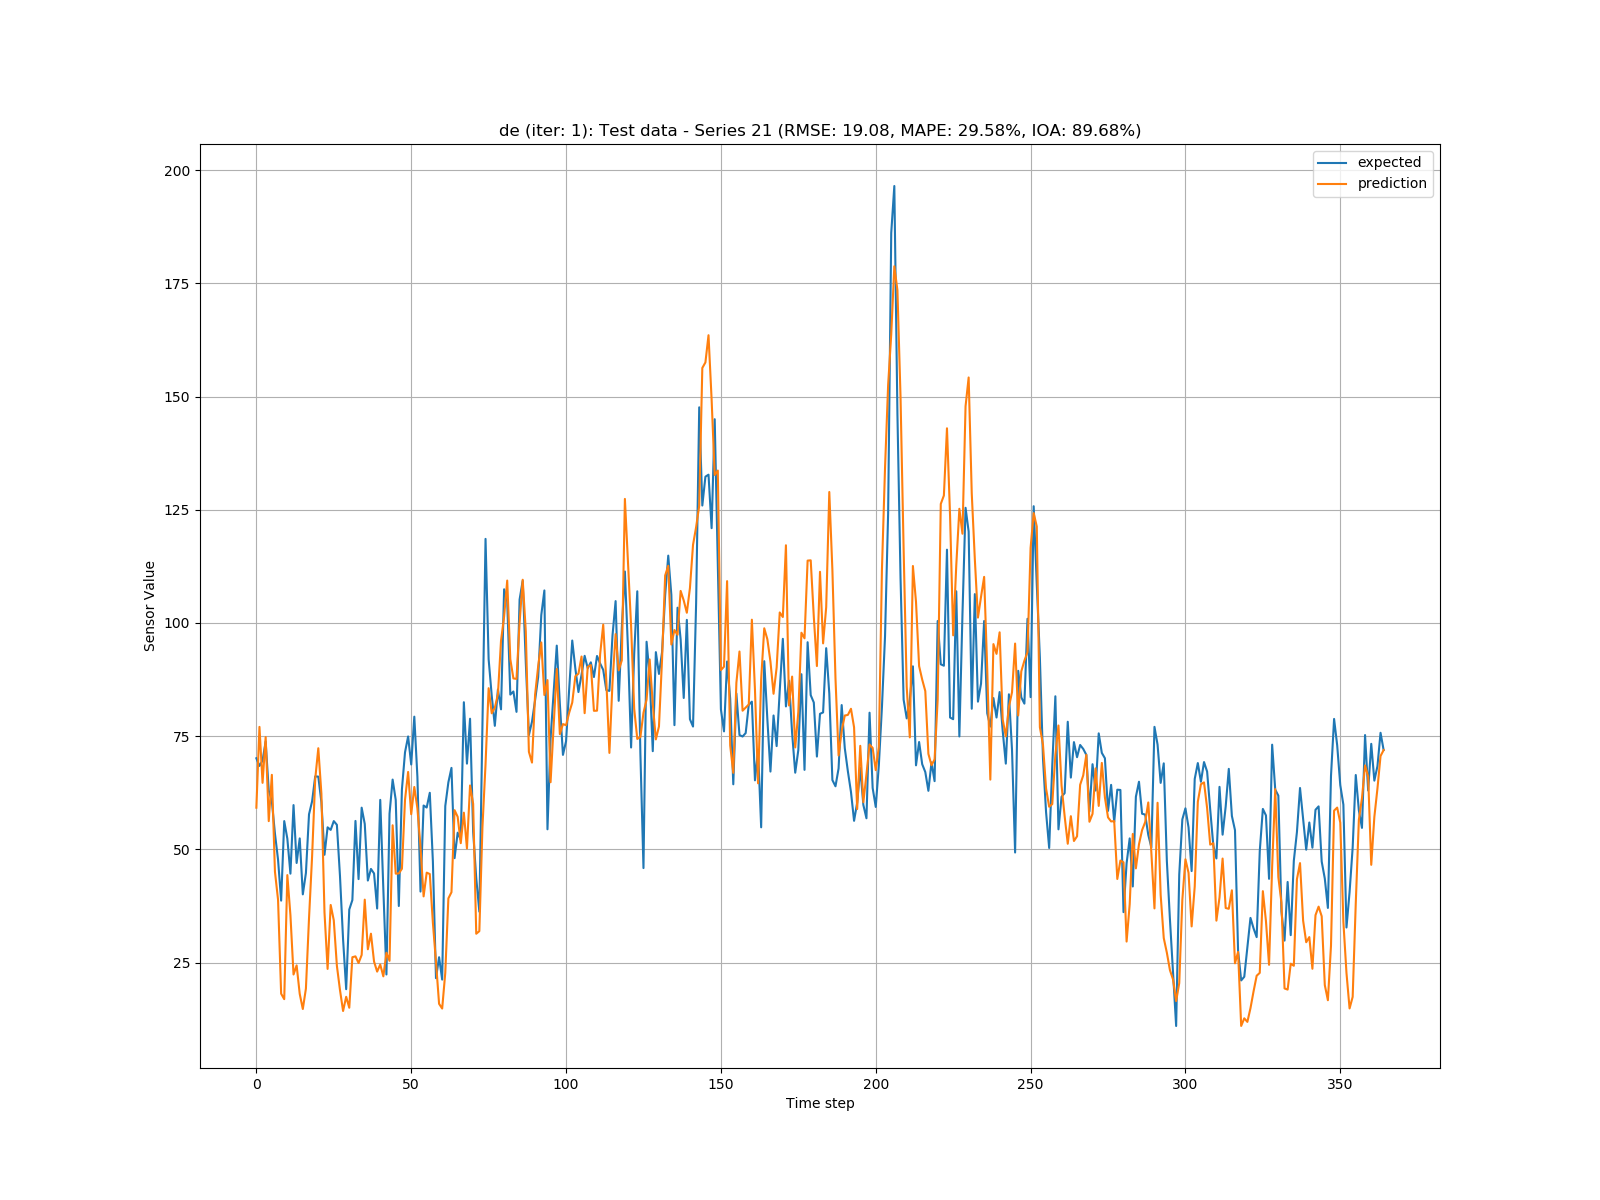 de (iter: 1): Test data - Series 21 (RMSE: 19.08, MAPE: 29.58%, IOA: 89.68%)
expected
prediction
200
175
150
125
100
75
50
25
Sensor Value
0 50 100 150 200 250 300 350
Time step